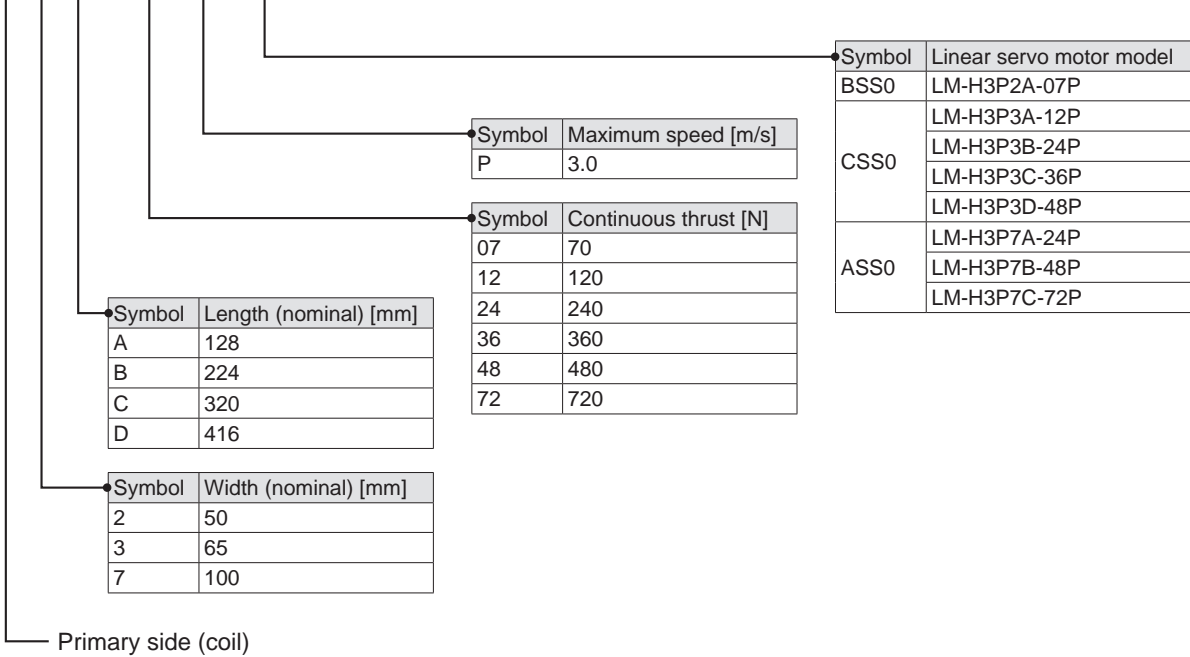 Symbol Linear servo motor model
BSS0 LM-H3P2A-07P
CSS0 LM-H3P3A-12P
LM-H3P3B-24P
LM-H3P3C-36P
LM-H3P3D-48P
ASS0 LM-H3P7A-24P
LM-H3P7B-48P
LM-H3P7C-72P
Symbol Maximum speed [m/s]
P 3.0
Symbol Continuous thrust [N]
07 70
12 120
24 240
36 360
48 480
72 720
Symbol Length (nominal) [mm]
A 128
B 224
C 320
D 416
Symbol Width (nominal) [mm]
2 50
3 65
7 100
Primary side (coil)